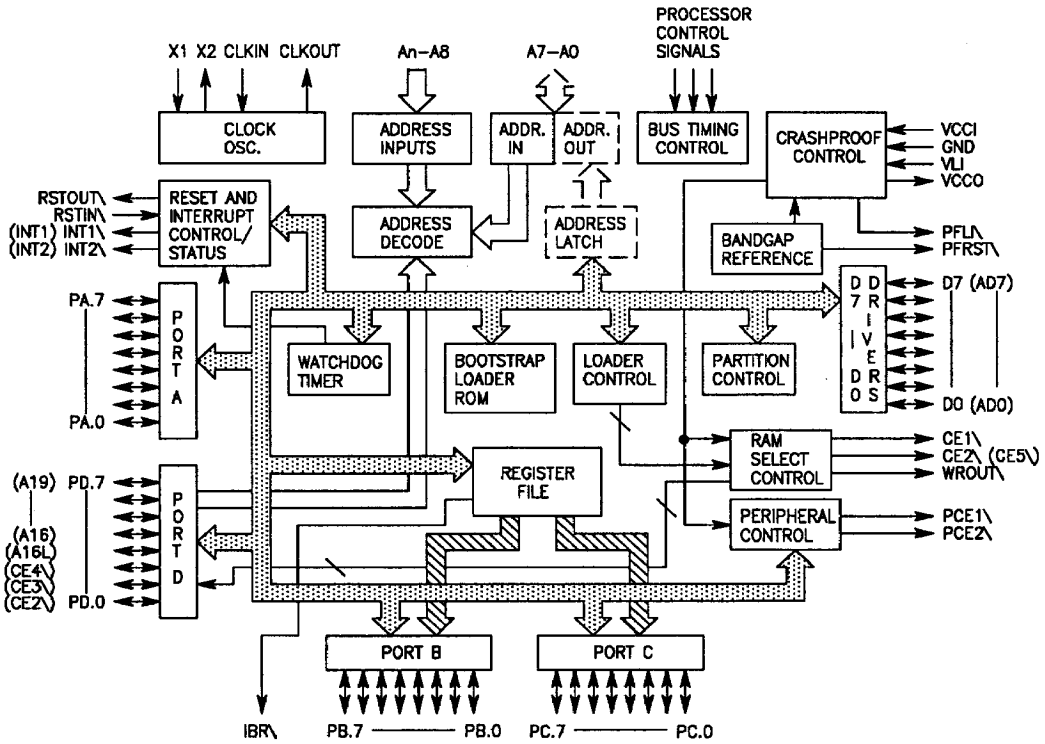 PROCESSOR
CONTROL
SIGNALS
X1 X2 CLKIN CLKOUT
An-A8
A7-A0
CLOCK
OSC.
ADDRESS
INPUTS
ADDR.
IN
ADDR.
OUT
BUS TIMING
CONTROL
CRASHPROOF
CONTROL
VCCI
GND
VLI
VCCO
RSTOUT\
RSTIN\
(INT1) INT1\
(INT2) INT2\
RESET AND
INTERRUPT
CONTROL/
STATUS
ADDRESS
DECODE
ADDRESS
LATCH
BANDGAP
REFERENCE
PFLI\
PFRST\
PA.7
PA.0
PORT A
WATCHDOG
TIMER
BOOTSTRAP
LOADER
ROM
LOADER
CONTROL
PARTITION
CONTROL
D7-D0
DRIVERS
D7 (AD7)
D0 (AD0)
RAM
SELECT
CONTROL
CE1\
CE2\ (CE5\)
WROUT\
(A19) PD.7
(A16)
(A16L)
(CE4\)
(CE3\)
(CE2\) PD.0
PORT D
REGISTER
FILE
PERIPHERAL
CONTROL
PCE1\
PCE2\
PORT B
PORT C
IBR\
PB.7
PB.0
PC.7
PC.0